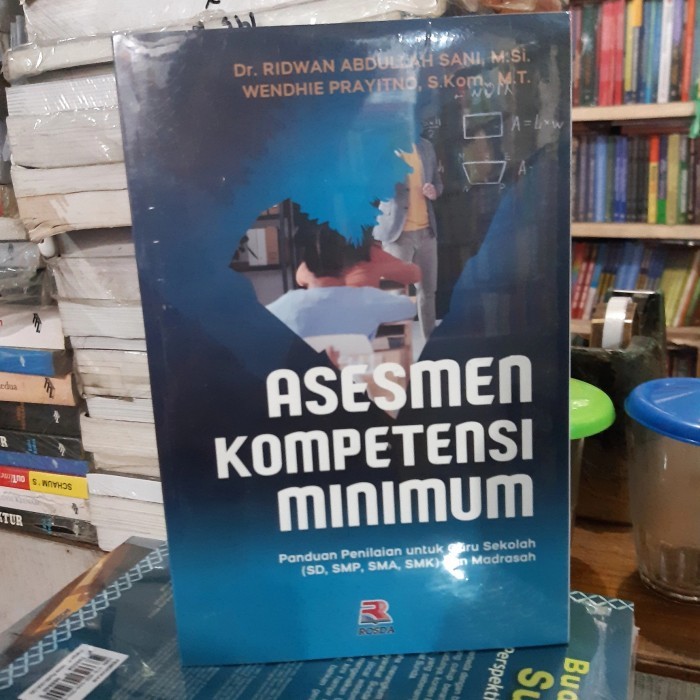 Dr. RIDWAN ABDULLAH SANI, M.Si.
WENDHIE PRAYITNO, S.Kom., M.T.
A=L×w
A=
ASESMEN
KOMPETENSI
MINIMUM
Panduan Penilaian untuk Guru Sekolah
(SD, SMP, SMA, SMK) dan Madrasah
ROSDA
SCHAUM'S